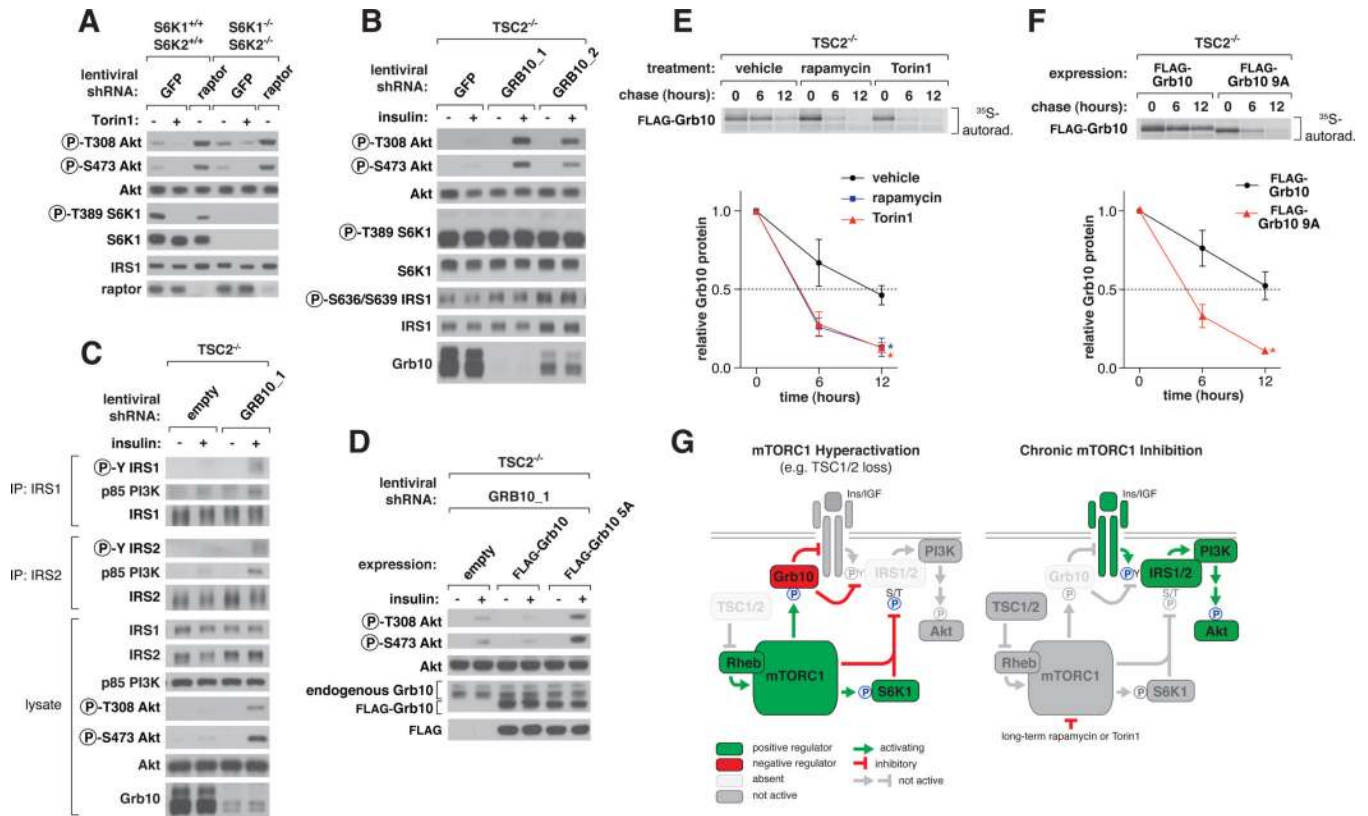 A
S6K1+/+ S6K1-/-
S6K2+/+ S6K2-/-
lentiviral
shRNA:
GFP raptor GFP raptor
Torin1: - + - - + -
Ⓟ-T308 Akt
Ⓟ-S473 Akt
Akt
Ⓟ-T389 S6K1
S6K1
IRS1
raptor
B
TSC2-/-
lentiviral
shRNA:
GFP GRB10_1 GRB10_2
insulin: - + - + - +
Ⓟ-T308 Akt
Ⓟ-S473 Akt
Akt
Ⓟ-T389 S6K1
S6K1
Ⓟ-S636/S639 IRS1
IRS1
Grb10
C
TSC2-/-
lentiviral
shRNA:
empty GRB10_1
insulin: - + - +
IP: IRS1
Ⓟ-Y IRS1
p85 PI3K
IRS1
IP: IRS2
Ⓟ-Y IRS2
p85 PI3K
IRS2
lysate
IRS1
IRS2
p85 PI3K
Ⓟ-T308 Akt
Ⓟ-S473 Akt
Akt
Grb10
D
TSC2-/-
lentiviral
shRNA:
GRB10_1
expression:
empty FLAG-Grb10 FLAG-Grb10 5A
insulin: - + - + - +
Ⓟ-T308 Akt
Ⓟ-S473 Akt
Akt
endogenous Grb10
FLAG-Grb10
FLAG
E
TSC2-/-
treatment: vehicle rapamycin Torin1
chase (hours): 0 6 12 0 6 12 0 6 12
FLAG-Grb10
35S-
autorad.
vehicle
rapamycin
Torin1
relative Grb10 protein
1.0
0.5
0.0
* *
0 6 12
time (hours)
F
TSC2-/-
expression:
FLAG-
Grb10
FLAG-
Grb10 9A
chase (hours): 0 6 12 0 6 12
FLAG-Grb10
35S-
autorad.
FLAG-
Grb10
FLAG-
Grb10 9A
relative Grb10 protein
1.0
0.5
0.0
*
0 6 12
time (hours)
G
mTORC1 Hyperactivation
(e.g. TSC1/2 loss)
Ins/IGF
PI3K
Grb10
Ⓟ
ⓅY
IRS1/2
S/T
Ⓟ
TSC1/2
Ⓟ
Akt
Rheb
mTORC1
Ⓟ S6K1
Chronic mTORC1 Inhibition
Ins/IGF
PI3K
Grb10
Ⓟ
ⓅY
IRS1/2
S/T
Ⓟ
TSC1/2
Ⓟ
Akt
Rheb
mTORC1
Ⓟ S6K1
long-term rapamycin or Torin1
positive regulator
negative regulator
absent
not active
activating
inhibitory
not active